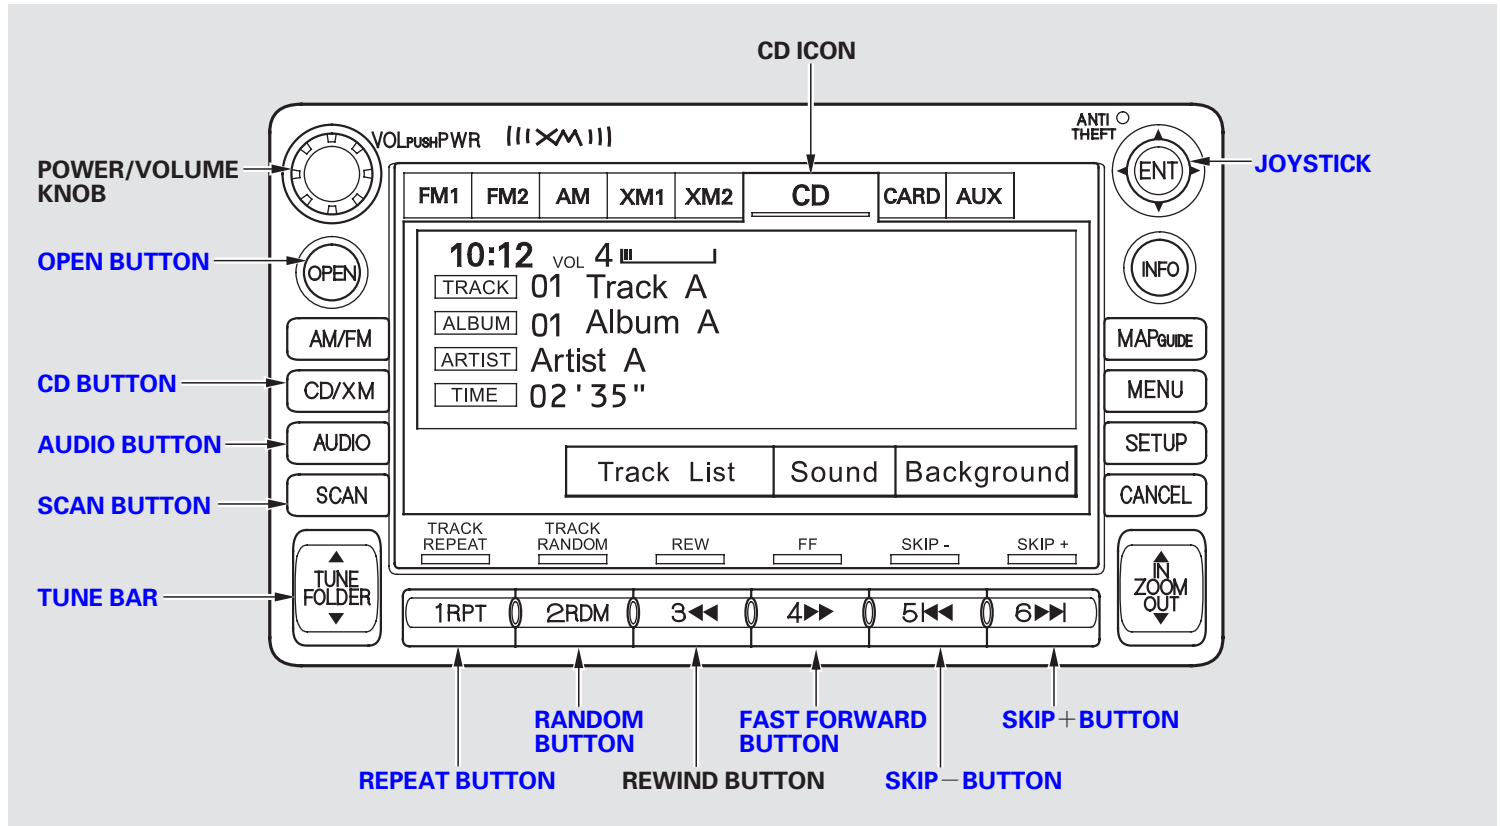 CD ICON
ANTI
THEFT
VOLPUSHPWR
XM
POWER/VOLUME
KNOB
ENT
JOYSTICK
FM1 FM2 AM XM1 XM2 CD CARD AUX
OPEN BUTTON
OPEN
10:12 VOL 4
INFO
TRACK 01 Track A
ALBUM 01 Album A
AM/FM
MAPGUIDE
ARTIST Artist A
CD BUTTON
CD/XM
TIME 02'35"
MENU
AUDIO BUTTON
AUDIO
SETUP
Track List Sound Background
SCAN BUTTON
SCAN
CANCEL
TRACK
REPEAT
TRACK
RANDOM
REW
FF
SKIP -
SKIP +
TUNE BAR
TUNE
FOLDER
IN
ZOOM
OUT
1RPT 2RDM 3◀◀ 4▶▶ 5|◀◀ 6▶▶|
RANDOM
BUTTON
FAST FORWARD
BUTTON
SKIP+BUTTON
REPEAT BUTTON
REWIND BUTTON
SKIP−BUTTON